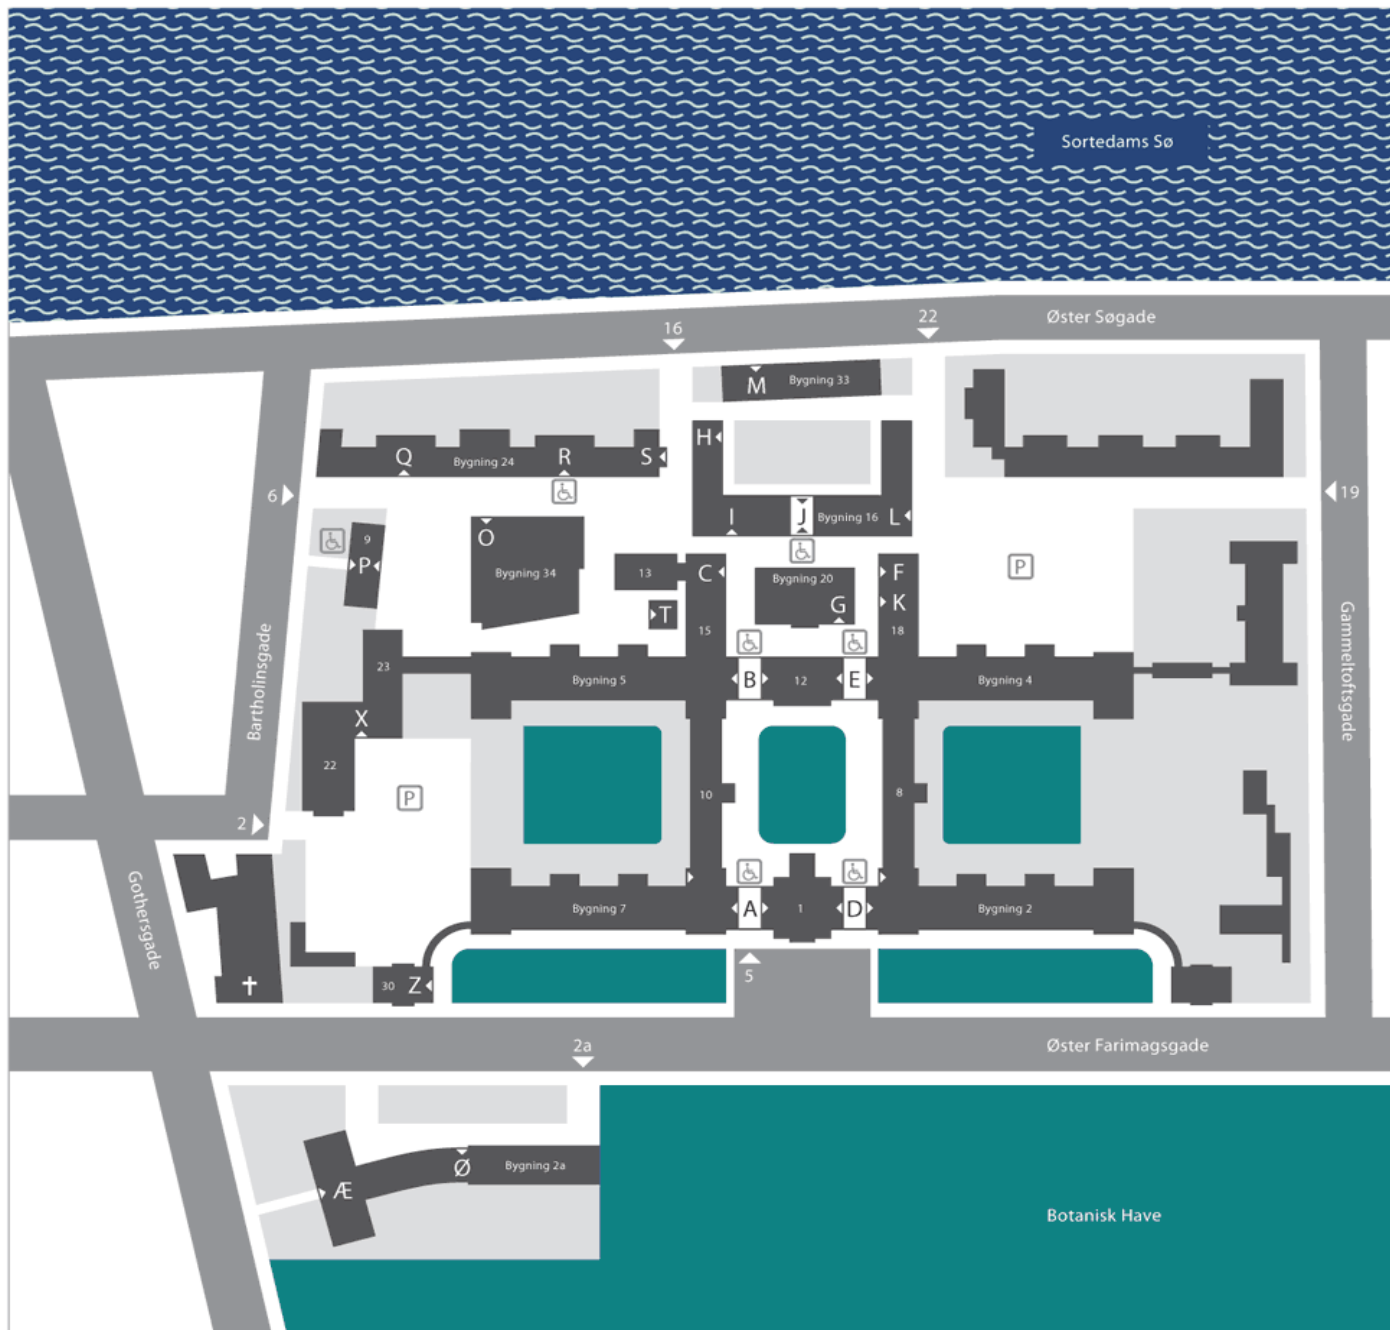 Sortedams Sø
22
Øster Søgade
16
M
Bygning 33
H
Q
Bygning 24
R
S
6
19
I
J
Bygning 16
L
O
9
P
Bygning 34
13
C
Bygning 20
F
P
G
K
T
15
18
Bartholinsgade
Gammeltoftsgade
23
Bygning 5
B
12
E
Bygning 4
X
22
P
10
8
2
Gothersgade
Bygning 7
A
1
D
Bygning 2
5
30
Z
2a
Øster Farimagsgade
Ø
Bygning 2a
Æ
Botanisk Have